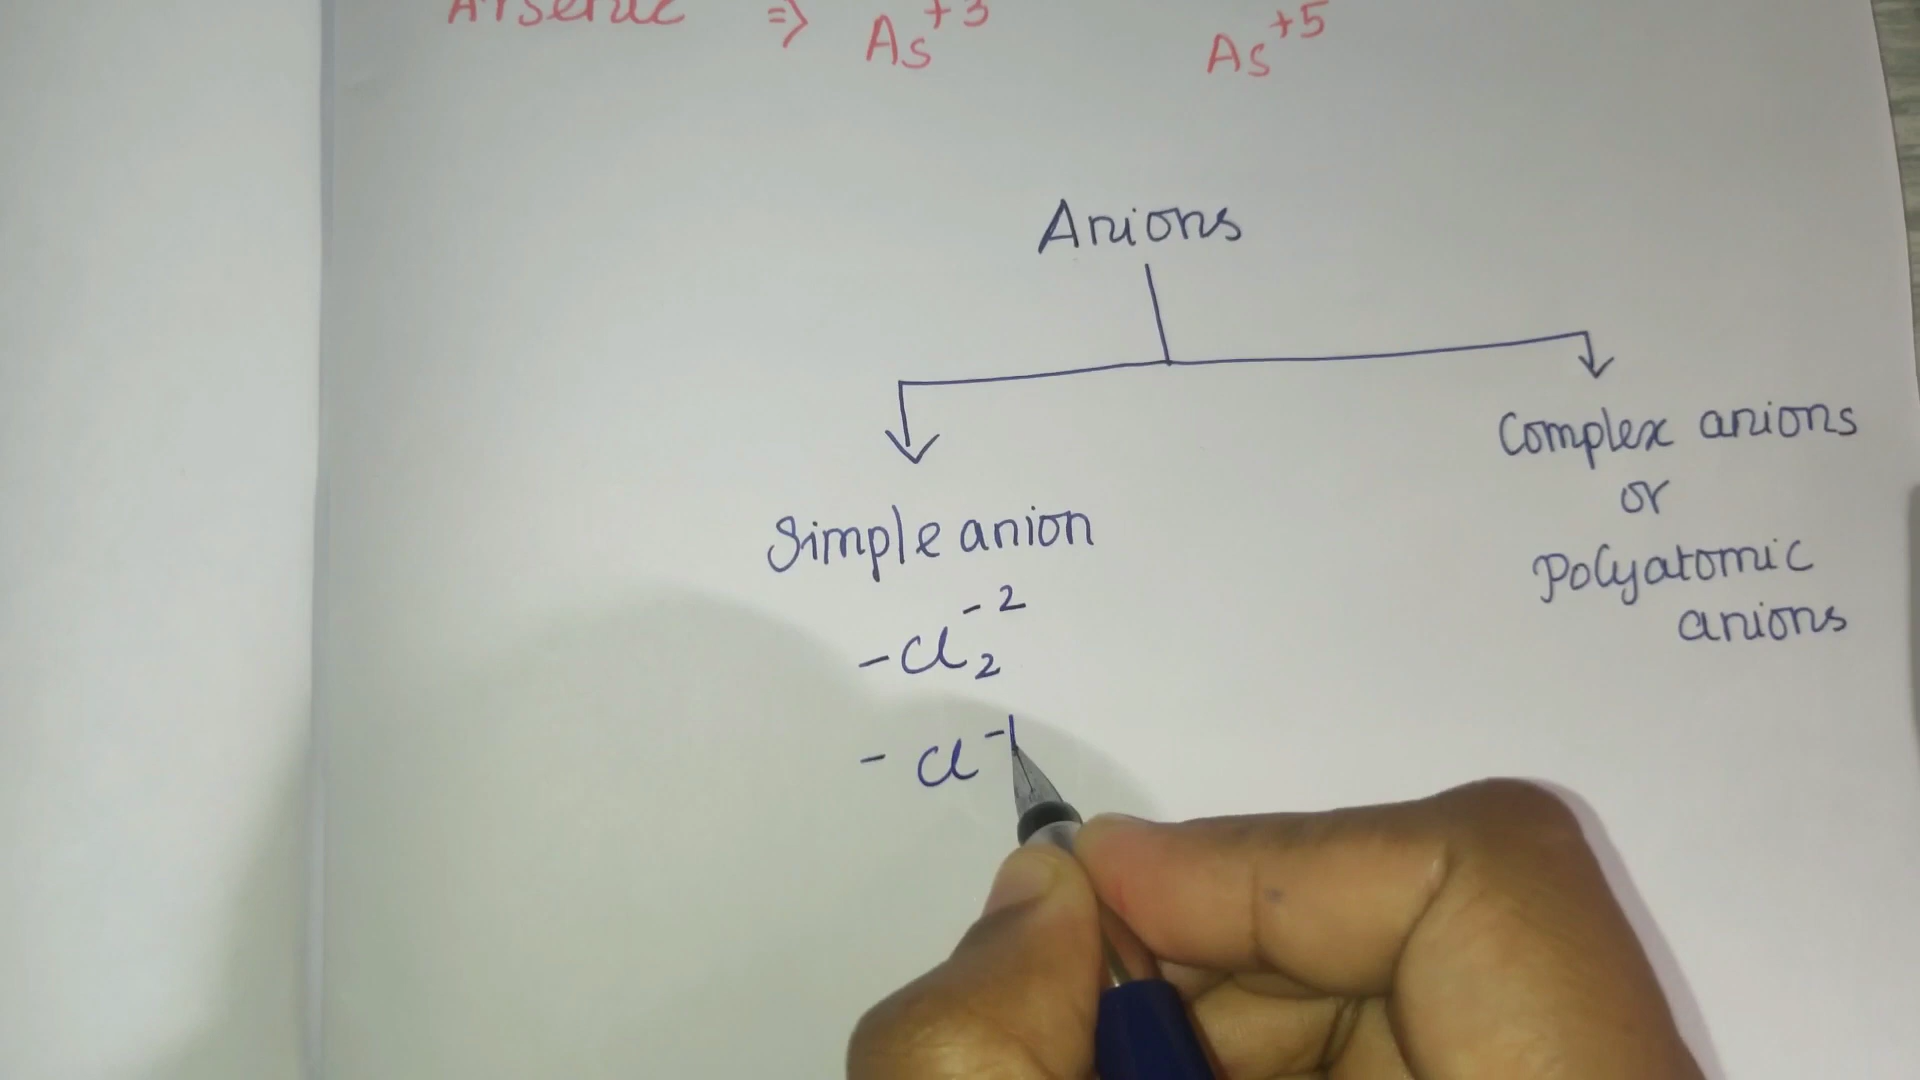 Arsenic => As+3 As+5
Anions
Complex anions
or
Polyatomic
anions
Simple anion
- Cl2-2
- Cl-1